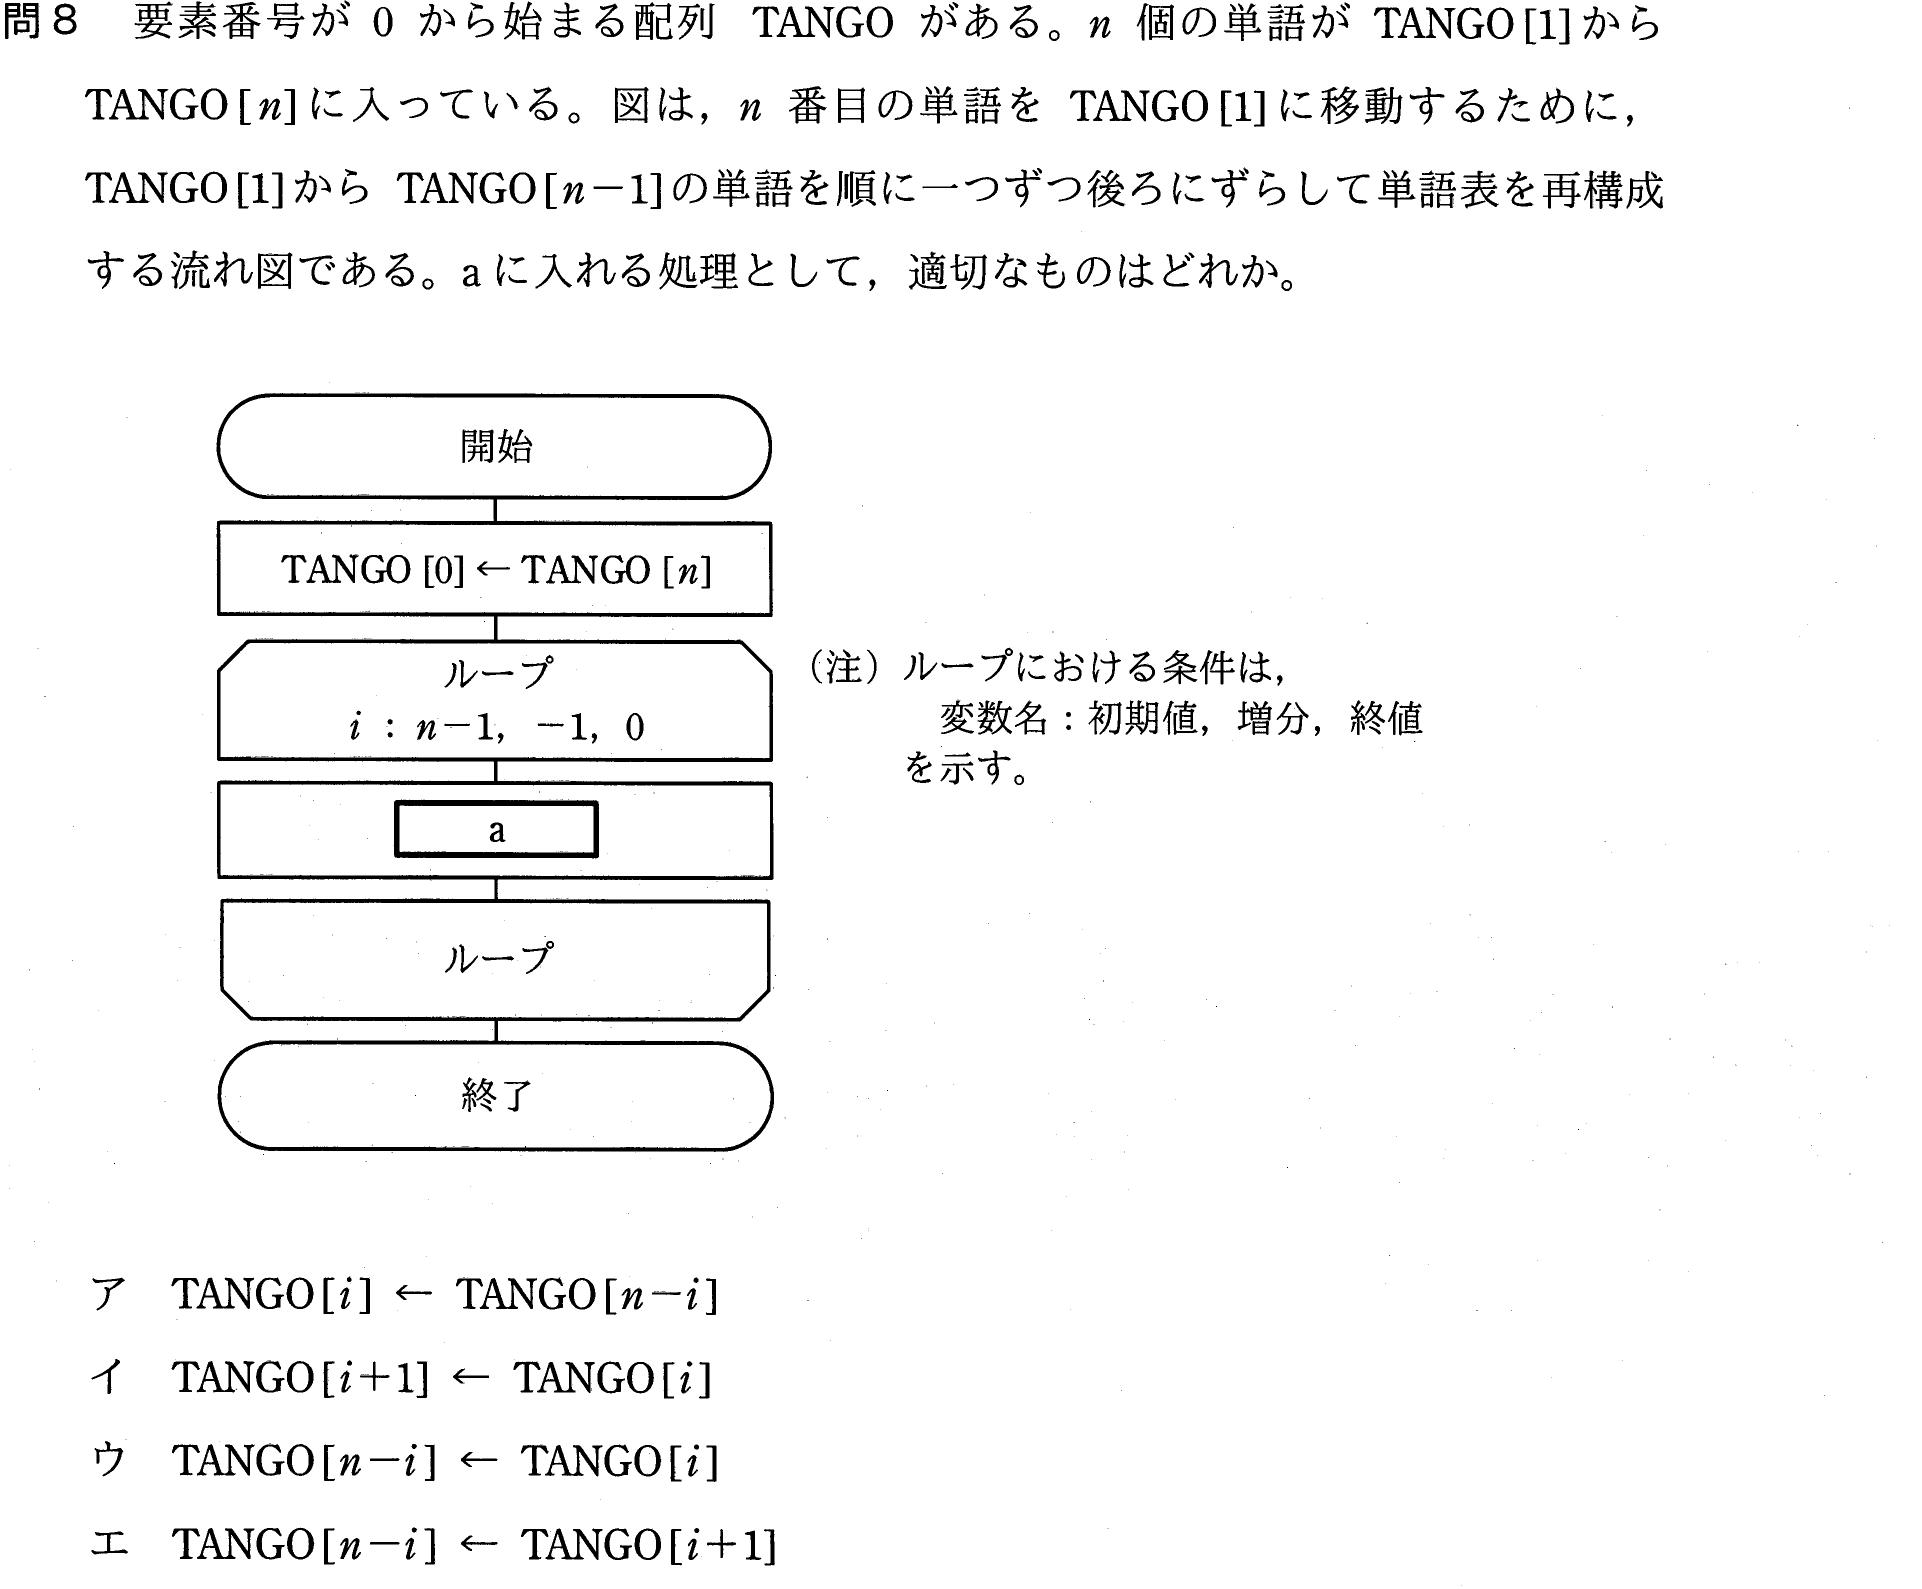 問8　要素番号が 0 から始まる配列 TANGO がある。n 個の単語が TANGO[1]から
TANGO[n]に入っている。図は，n 番目の単語を TANGO[1]に移動するために，
TANGO[1]から TANGO[n−1]の単語を順に一つずつ後ろにずらして単語表を再構成
する流れ図である。aに入れる処理として，適切なものはどれか。
開始
TANGO[0]←TANGO[n]
ループ
i：n−1，−1，0
（注）ループにおける条件は，
変数名：初期値，増分，終値
を示す。
a
ループ
終了
ア　TANGO[i] ← TANGO[n−i]
イ　TANGO[i+1] ← TANGO[i]
ウ　TANGO[n−i] ← TANGO[i]
エ　TANGO[n−i] ← TANGO[i+1]